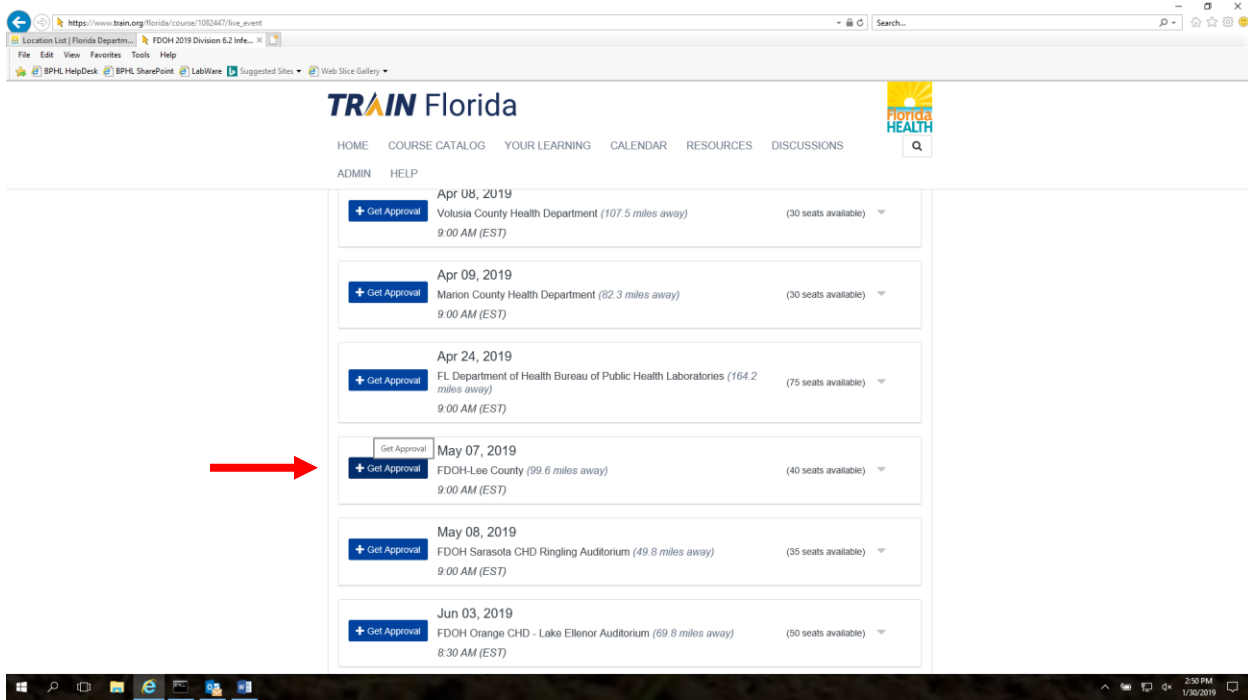 https://www.train.org/florida/course/1082447/live_event
Search...
Location List | Florida Departm...
FDOH 2019 Division 6.2 Infe...
File Edit View Favorites Tools Help
BPHL HelpDesk BPHL SharePoint LabWare Suggested Sites Web Slice Gallery
TRAIN Florida
Florida
HEALTH
HOME COURSE CATALOG YOUR LEARNING CALENDAR RESOURCES DISCUSSIONS
ADMIN HELP
Apr 08, 2019
Get Approval
Volusia County Health Department (107.5 miles away)
(30 seats available)
9:00 AM (EST)
Apr 09, 2019
Get Approval
Marion County Health Department (82.3 miles away)
(30 seats available)
9:00 AM (EST)
Apr 24, 2019
Get Approval
FL Department of Health Bureau of Public Health Laboratories (164.2
miles away)
(75 seats available)
9:00 AM (EST)
Get Approval
May 07, 2019
Get Approval
FDOH-Lee County (99.6 miles away)
(40 seats available)
9:00 AM (EST)
May 08, 2019
Get Approval
FDOH Sarasota CHD Ringling Auditorium (49.8 miles away)
(35 seats available)
9:00 AM (EST)
Jun 03, 2019
Get Approval
FDOH Orange CHD - Lake Ellenor Auditorium (69.8 miles away)
(50 seats available)
8:30 AM (EST)
2:50 PM
1/30/2019